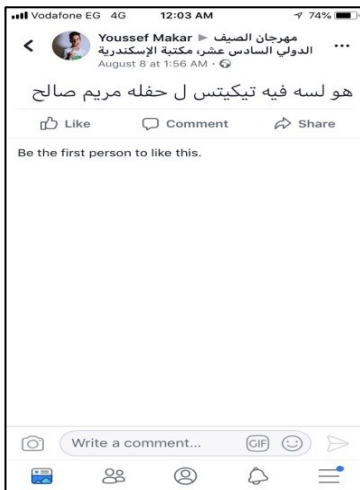 Vodafone EG 4G 12:03 AM 74%
Youssef Makar ▶ مهرجان الصيف
الدولي السادس عشر، مكتبة الإسكندرية
August 8 at 1:56 AM ·
هو لسه فيه تيكيتس ل حفله مريم صالح
Like Comment Share
Be the first person to like this.
Write a comment... GIF